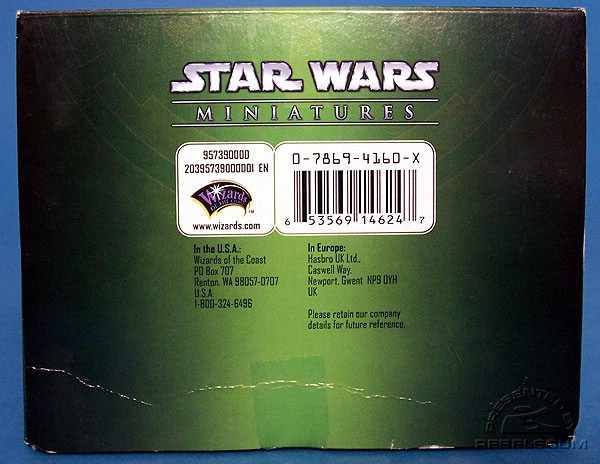 STAR WARS
MINIATURES
95739000D
2039573900000I EN
Wizards
OF THE COAST
™
www.wizards.com
0-7869-4160-X
6 53569 14624 7
In the U.S.A.:
Wizards of the Coast
PO Box 707
Renton, WA 98057-0707
U.S.A.
1-800-324-6496
In Europe:
Hasbro UK Ltd.,
Caswell Way,
Newport, Gwent NP9 0YH
UK
Please retain our company
details for future reference.
PRESENTED BY
REBELSCUM